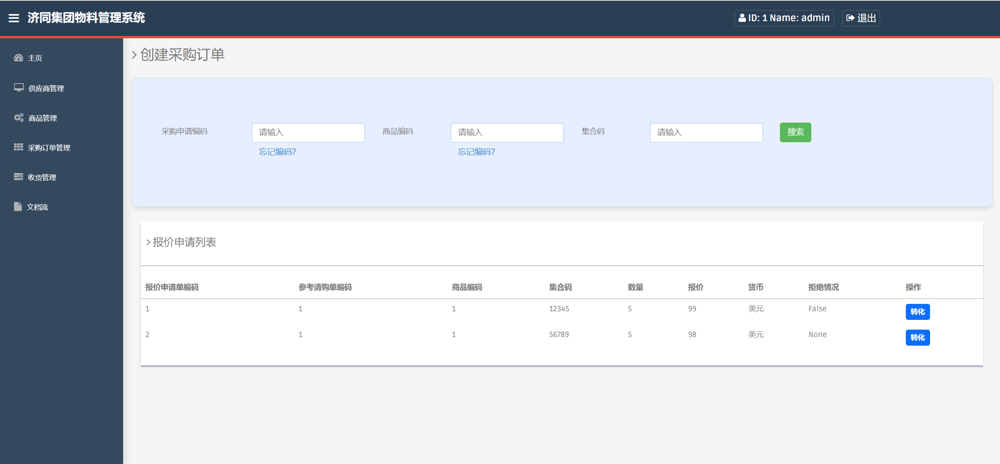 济同集团物料管理系统
ID: 1 Name: admin
退出
主页
供应商管理
商品管理
采购订单管理
收货管理
文档流
创建采购订单
采购申请编码 请输入 商品编码 请输入 集合码 请输入 搜索
忘记编码? 忘记编码?
报价申请列表
报价申请单编码 参考请购单编码 商品编码 集合码 数量 报价 货币 拒绝情况 操作
1 1 1 12345 5 99 美元 False 转化
2 1 1 56789 5 98 美元 None 转化